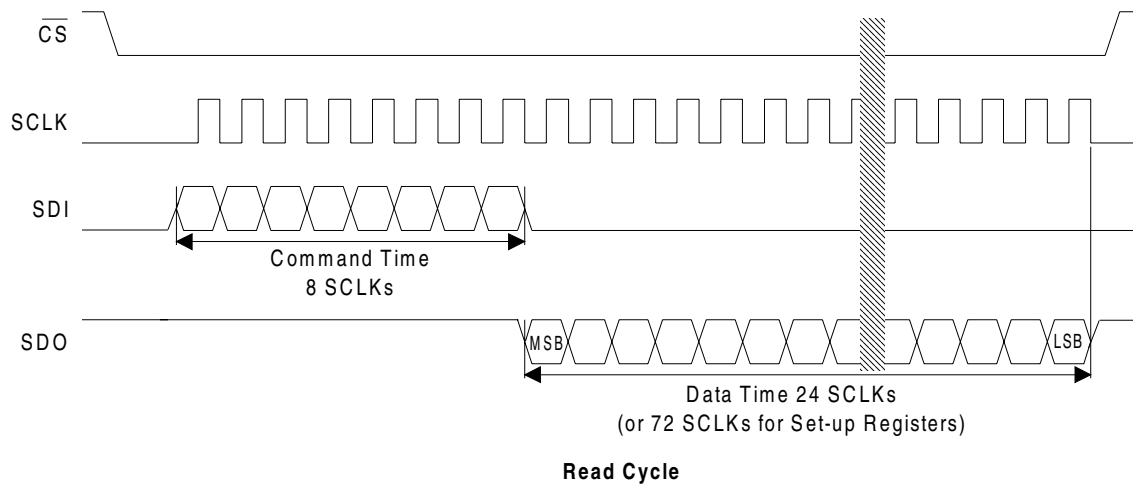 CS
SCLK
SDI
Command Time
8 SCLKs
SDO
MSB
LSB
Data Time 24 SCLKs
(or 72 SCLKs for Set-up Registers)
Read Cycle